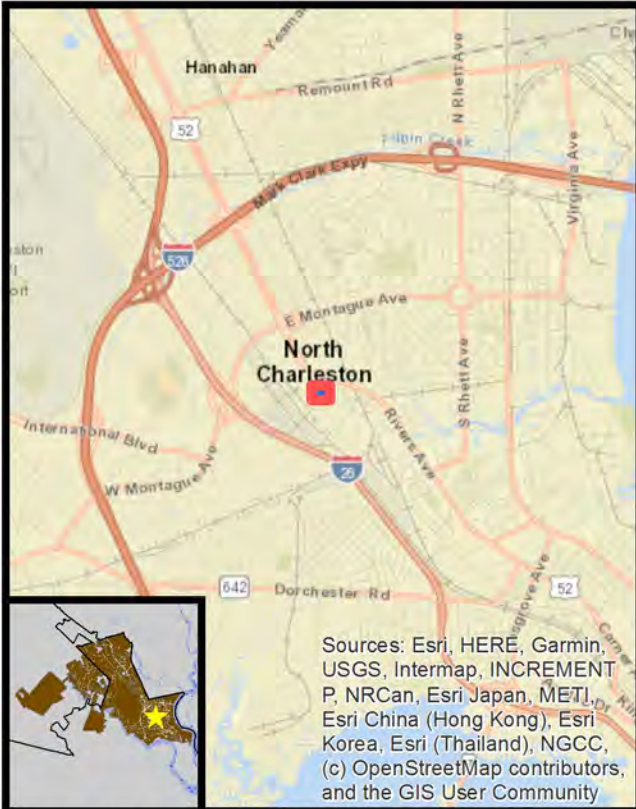 Hanahan
Yeaman
Remount Rd
N Rhett Ave
52
Filbin Creek
Mark Clark Expy
Virginia Ave
526
E Montague Ave
North
Charleston
S Rhett Ave
International Blvd
Rivers Ave
W Montague Ave
26
642
Dorchester Rd
52
Sources: Esri, HERE, Garmin,
USGS, Intermap, INCREMENT
P, NRCan, Esri Japan, METI,
Esri China (Hong Kong), Esri
Korea, Esri (Thailand), NGCC,
(c) OpenStreetMap contributors,
and the GIS User Community